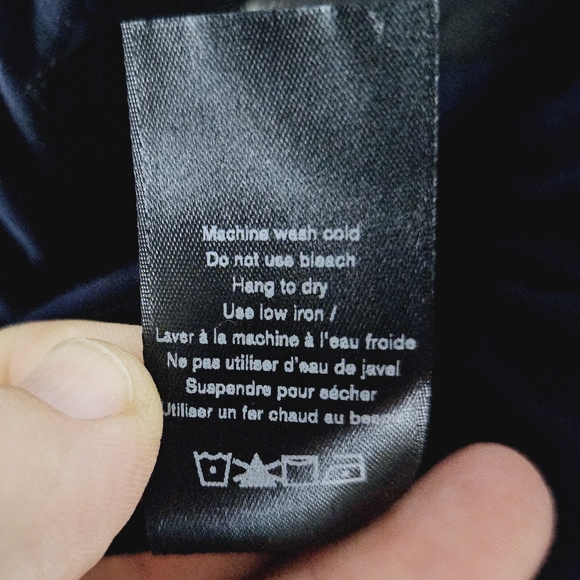 Machine wash cold
Do not use bleach
Hang to dry
Use low iron /
Laver à la machine à l'eau froide
Ne pas utiliser d'eau de javel
Suspendre pour sécher
Utiliser un fer chaud au